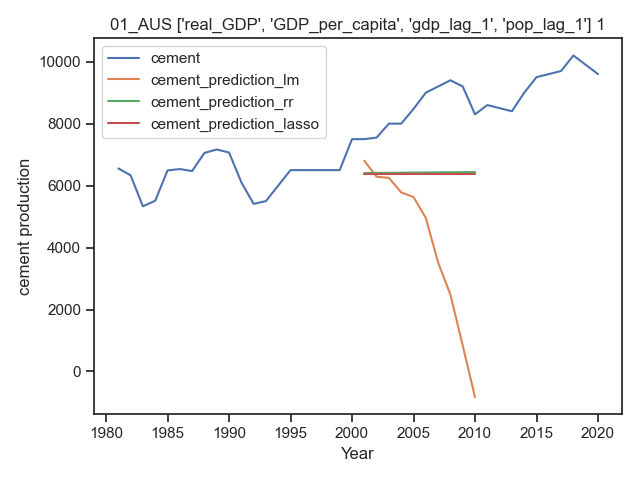 01_AUS ['real_GDP', 'GDP_per_capita', 'gdp_lag_1', 'pop_lag_1'] 1
cement
cement_prediction_lm
cement_prediction_rr
cement_prediction_lasso
cement production
10000
8000
6000
4000
2000
0
1980 1985 1990 1995 2000 2005 2010 2015 2020
Year